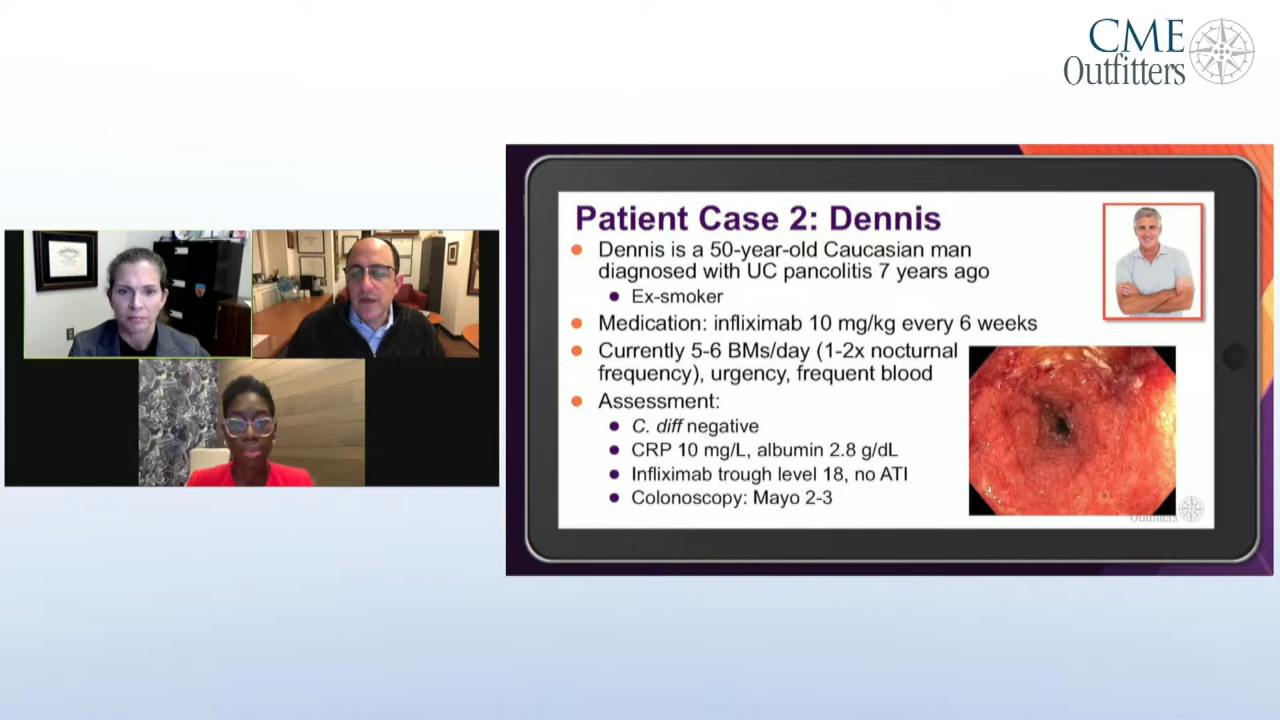 CME
Outfitters
Patient Case 2: Dennis
Dennis is a 50-year-old Caucasian man
diagnosed with UC pancolitis 7 years ago
Ex-smoker
Medication: infliximab 10 mg/kg every 6 weeks
Currently 5-6 BMs/day (1-2x nocturnal
frequency), urgency, frequent blood
Assessment:
C. diff negative
CRP 10 mg/L, albumin 2.8 g/dL
Infliximab trough level 18, no ATI
Colonoscopy: Mayo 2-3
Outfitters